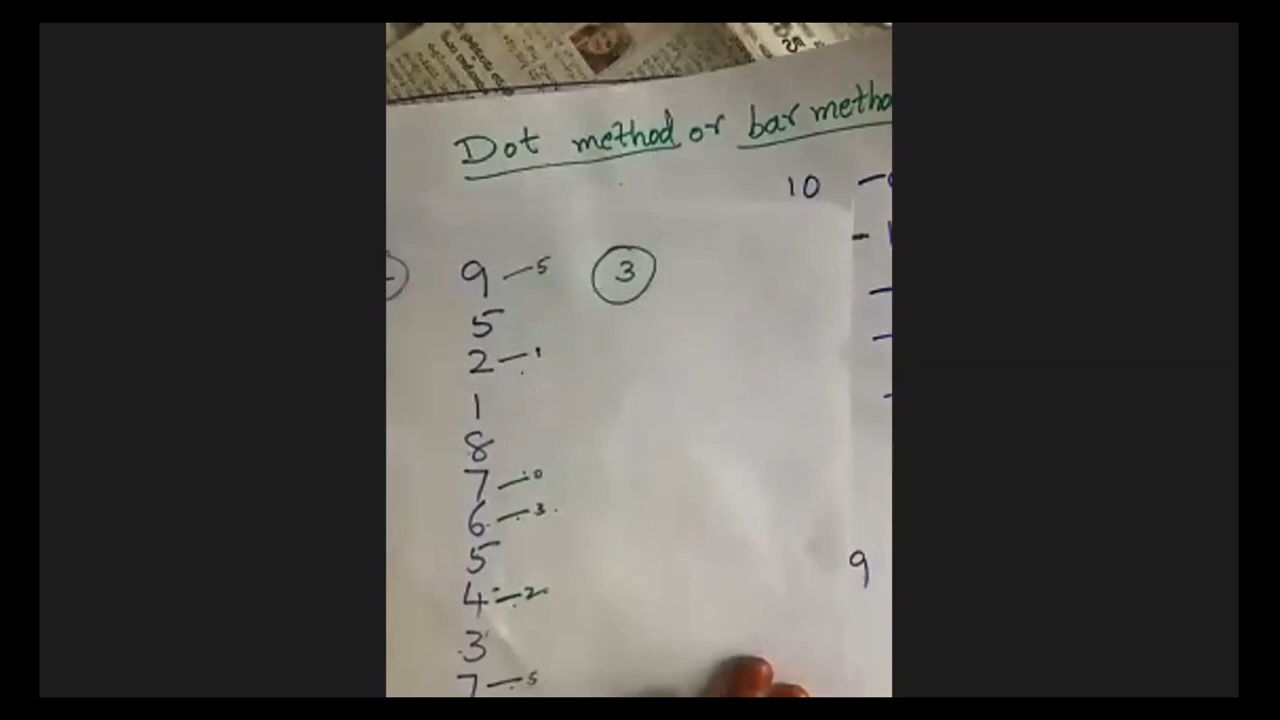 Dot method or bar metho
10
9 — 5
3
5
2 — 1
1
8
7 — 0
6 — 3
5
4 — 2
9
3
7 — 5